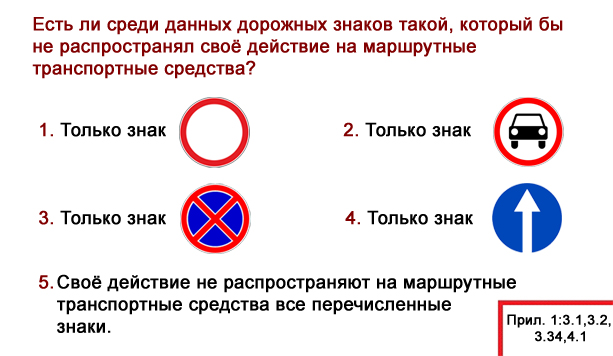 Есть ли среди данных дорожных знаков такой, который бы
не распространял своё действие на маршрутные
транспортные средства?
1. Только знак
2. Только знак
3. Только знак
4. Только знак
5. Своё действие не распространяют на маршрутные
транспортные средства все перечисленные
знаки.
Прил. 1:3.1,3.2,
3.34,4.1